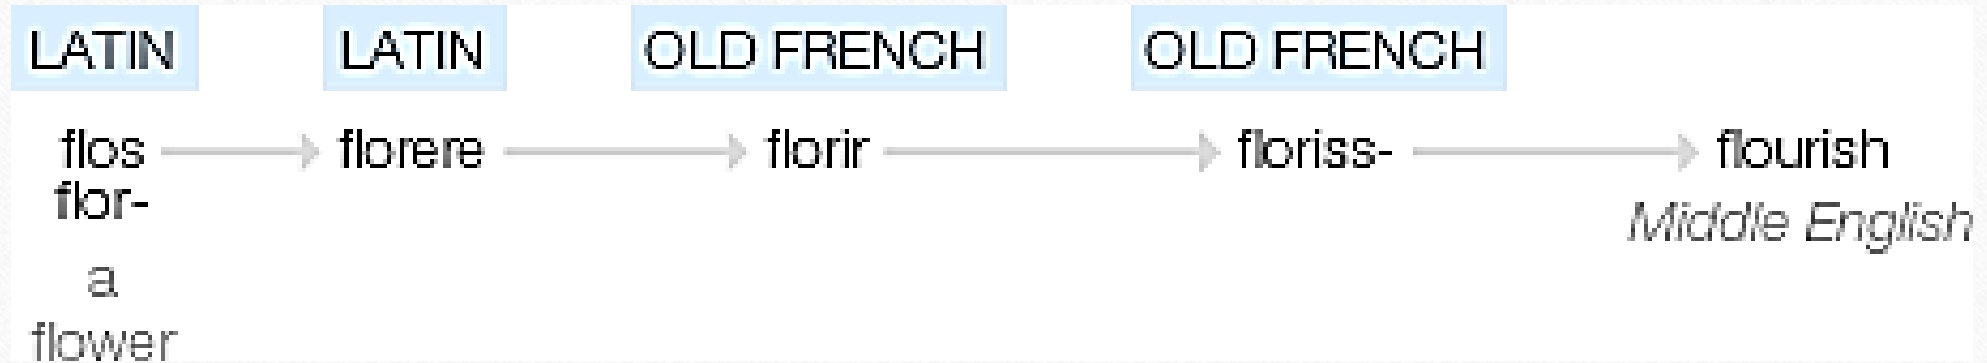 LATIN LATIN OLD FRENCH OLD FRENCH
flos florere florir floriss- flourish
flor-
Middle English
a
flower